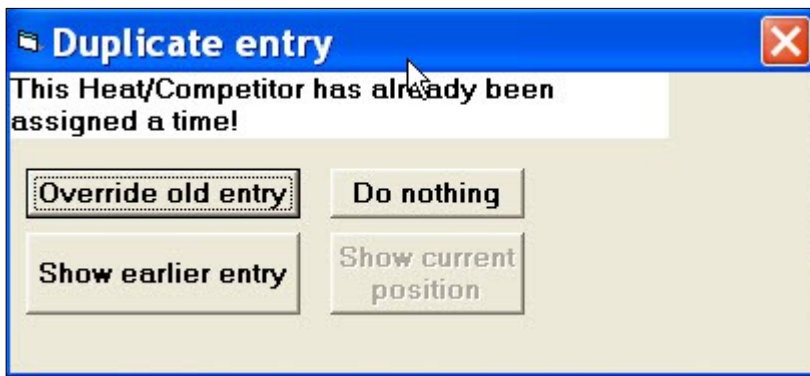 Duplicate entry
This Heat/Competitor has already been
assigned a time!
Override old entry
Do nothing
Show earlier entry
Show current
position